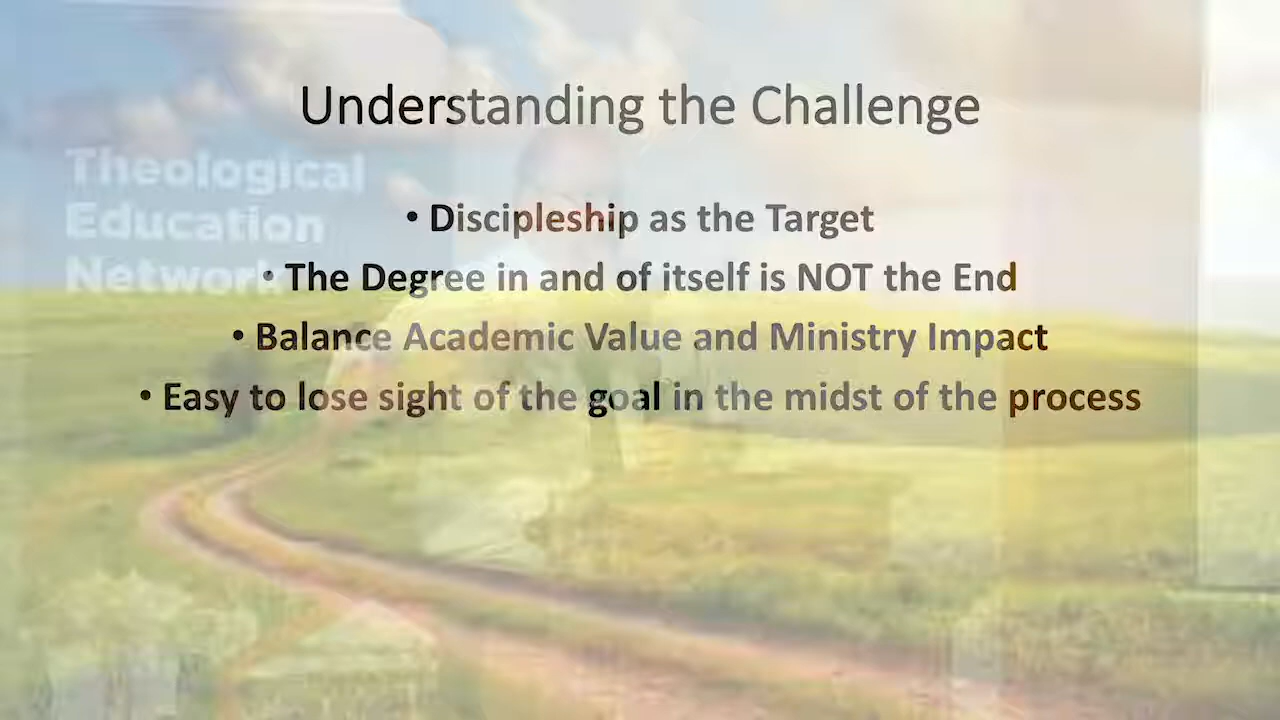 Understanding the Challenge
Theological
Education
Network
• Discipleship as the Target
• The Degree in and of itself is NOT the End
• Balance Academic Value and Ministry Impact
• Easy to lose sight of the goal in the midst of the process